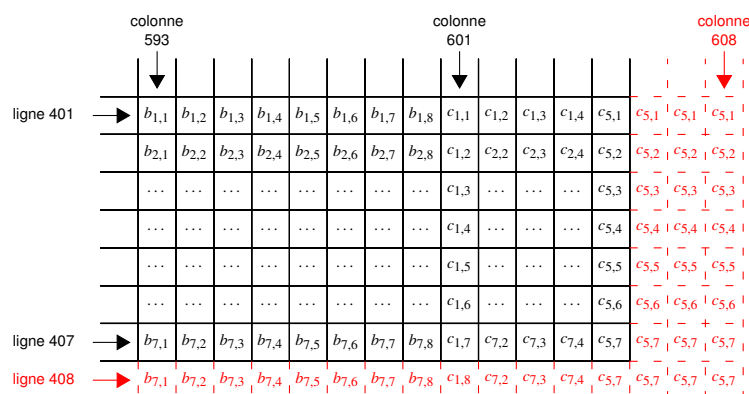 colonne colonne colonne
593 601 608
ligne 401 b1,1 b1,2 b1,3 b1,4 b1,5 b1,6 b1,7 b1,8 c1,1 c1,2 c1,3 c1,4 c5,1 c5,1 c5,1 c5,1
b2,1 b2,2 b2,3 b2,4 b2,5 b2,6 b2,7 b2,8 c1,2 c2,2 c2,3 c2,4 c5,2 c5,2 c5,2 c5,2
... ... ... ... ... ... ... ... c1,3 c5,3 c5,3 c5,3 c5,3
... ... ... ... ... ... ... ... c1,4 c5,4 c5,4 c5,4 c5,4
... ... ... ... ... ... ... ... c1,5 c5,5 c5,5 c5,5 c5,5
... ... ... ... ... ... ... ... c1,6 c5,6 c5,6 c5,6 c5,6
ligne 407 b7,1 b7,2 b7,3 b7,4 b7,5 b7,6 b7,7 b7,8 c1,7 c7,2 c7,3 c7,4 c5,7 c5,7 c5,7 c5,7
ligne 408 b7,1 b7,2 b7,3 b7,4 b7,5 b7,6 b7,7 b7,8 c1,8 c7,2 c7,3 c7,4 c5,7 c5,7 c5,7 c5,7